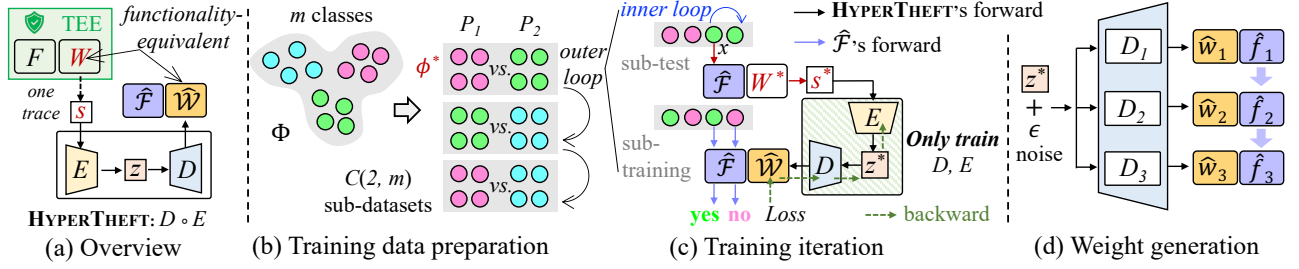 TEE
F
W
functionality-
equivalent
one
trace
s
F̂
Ŵ
E
z
D
HYPERTHEFT: D ∘ E
(a) Overview
m classes
Φ
P₁
P₂
ϕ*
vs.
vs.
vs.
C(2, m)
sub-datasets
outer
loop
(b) Training data preparation
inner loop
HYPERTHEFT's forward
F̂'s forward
sub-test
x
F̂
W*
s*
E
Only train
D, E
sub-
training
F̂
Ŵ
D
z*
yes
no
Loss
backward
(c) Training iteration
z*
+
ϵ
noise
D₁
ŵ₁
f̂₁
D₂
ŵ₂
f̂₂
D₃
ŵ₃
f̂₃
(d) Weight generation